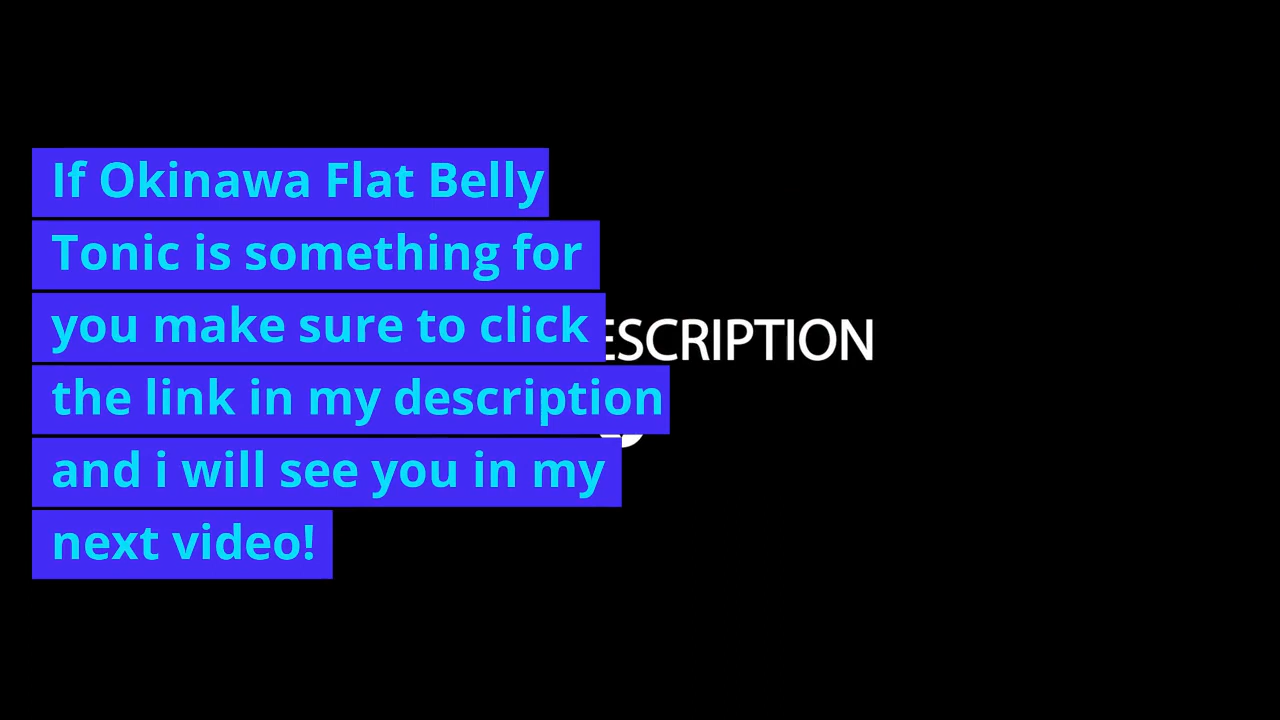 If Okinawa Flat Belly
Tonic is something for
you make sure to click
ESCRIPTION
the link in my description
and i will see you in my
next video!